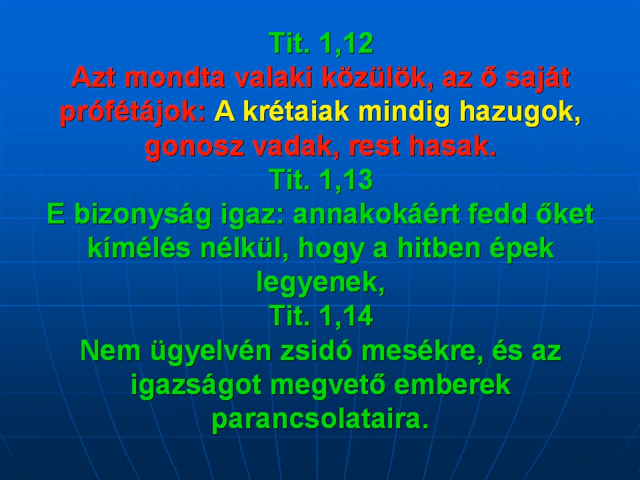 Tit. 1,12
Azt mondta valaki közülök, az ő saját
prófétájok: A krétaiak mindig hazugok,
gonosz vadak, rest hasak.
Tit. 1,13
E bizonyság igaz: annakokáért fedd őket
kímélés nélkül, hogy a hitben épek
legyenek,
Tit. 1,14
Nem ügyelvén zsidó mesékre, és az
igazságot megvető emberek
parancsolataira.